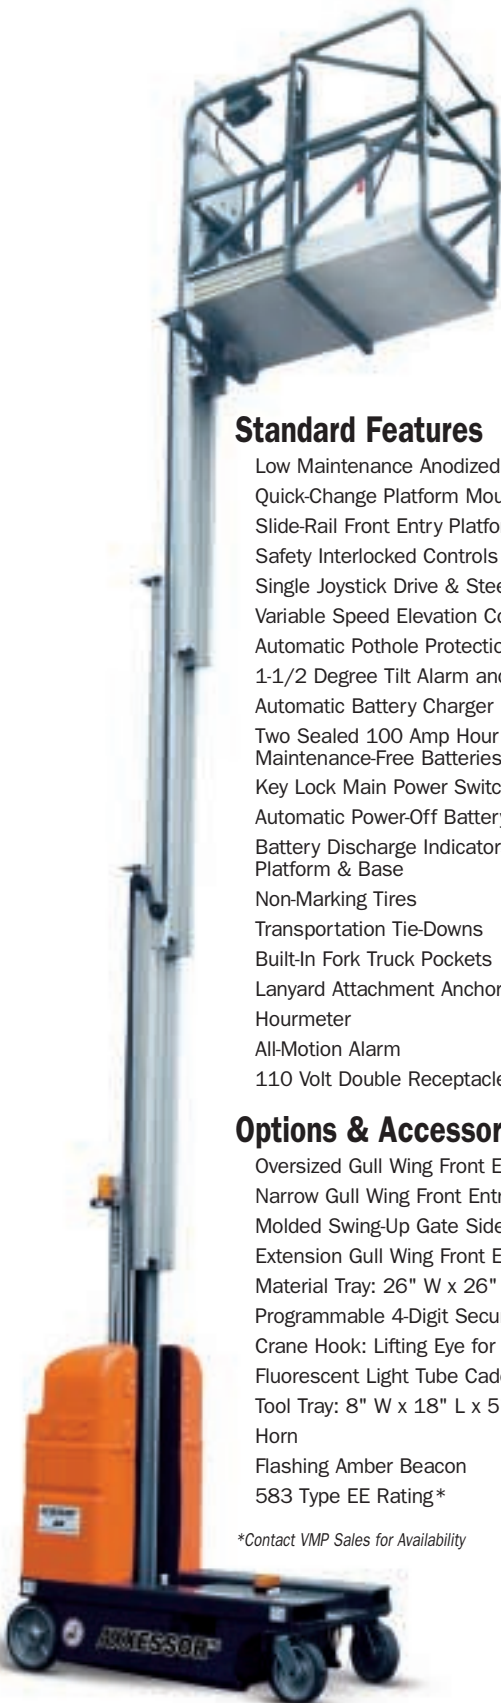 Standard Features
Low Maintenance Anodized
Quick-Change Platform Mou
Slide-Rail Front Entry Platfo
Safety Interlocked Controls
Single Joystick Drive & Stee
Variable Speed Elevation Co
Automatic Pothole Protectio
1-1/2 Degree Tilt Alarm and
Automatic Battery Charger
Two Sealed 100 Amp Hour
Maintenance-Free Batteries
Key Lock Main Power Switc
Automatic Power-Off Battery
Battery Discharge Indicator
Platform & Base
Non-Marking Tires
Transportation Tie-Downs
Built-In Fork Truck Pockets
Lanyard Attachment Anchor
Hourmeter
All-Motion Alarm
110 Volt Double Receptacle
Options & Accessor
Oversized Gull Wing Front E
Narrow Gull Wing Front Entr
Molded Swing-Up Gate Side
Extension Gull Wing Front E
Material Tray: 26" W x 26"
Programmable 4-Digit Secu
Crane Hook: Lifting Eye for
Fluorescent Light Tube Cad
Tool Tray: 8" W x 18" L x 5
Horn
Flashing Amber Beacon
583 Type EE Rating*
*Contact VMP Sales for Availability